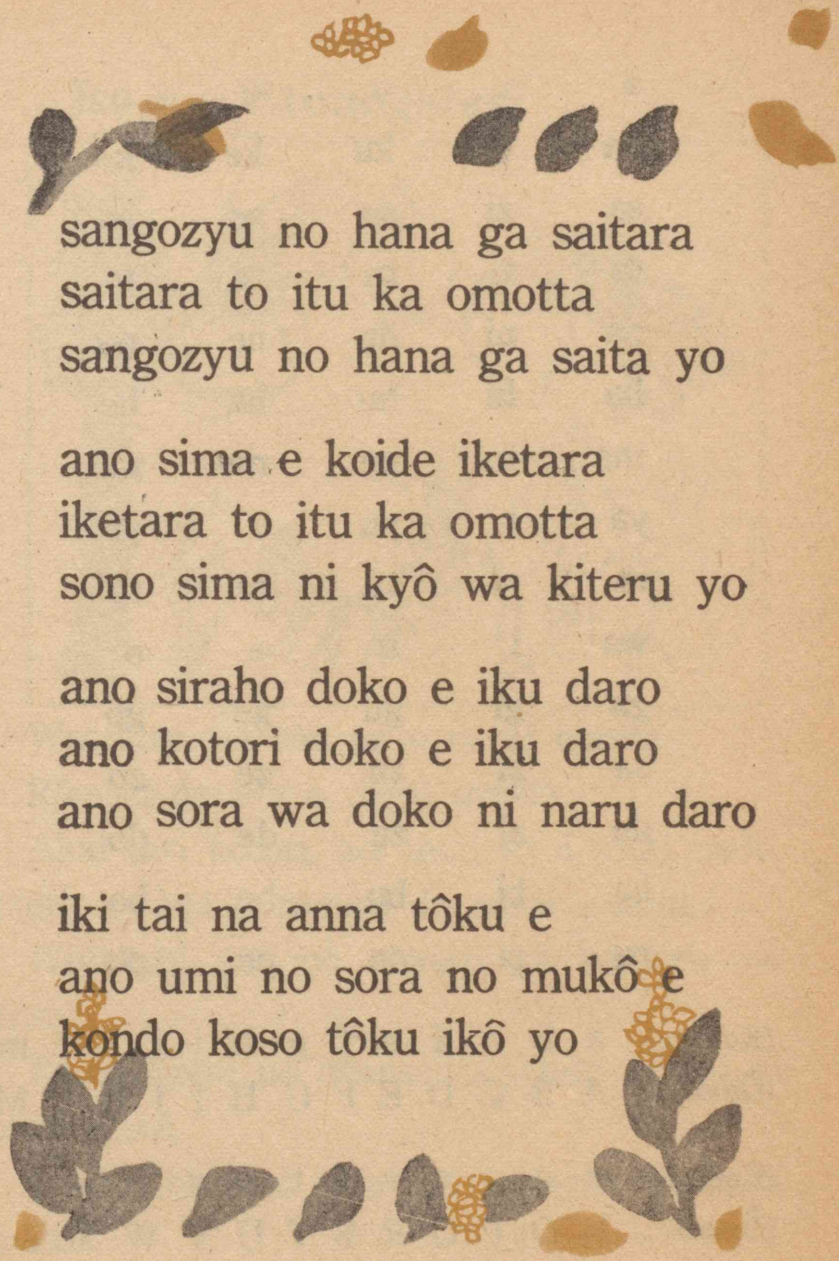 sangozyu no hana ga saitara
saitara to itu ka omotta
sangozyu no hana ga saita yo
ano sima e koide iketara
iketara to itu ka omotta
sono sima ni kyô wa kiteru yo
ano siraho doko e iku daro
ano kotori doko e iku daro
ano sora wa doko ni naru daro
iki tai na anna tôku e
ano umi no sora no mukô e
kondo koso tôku ikô yo